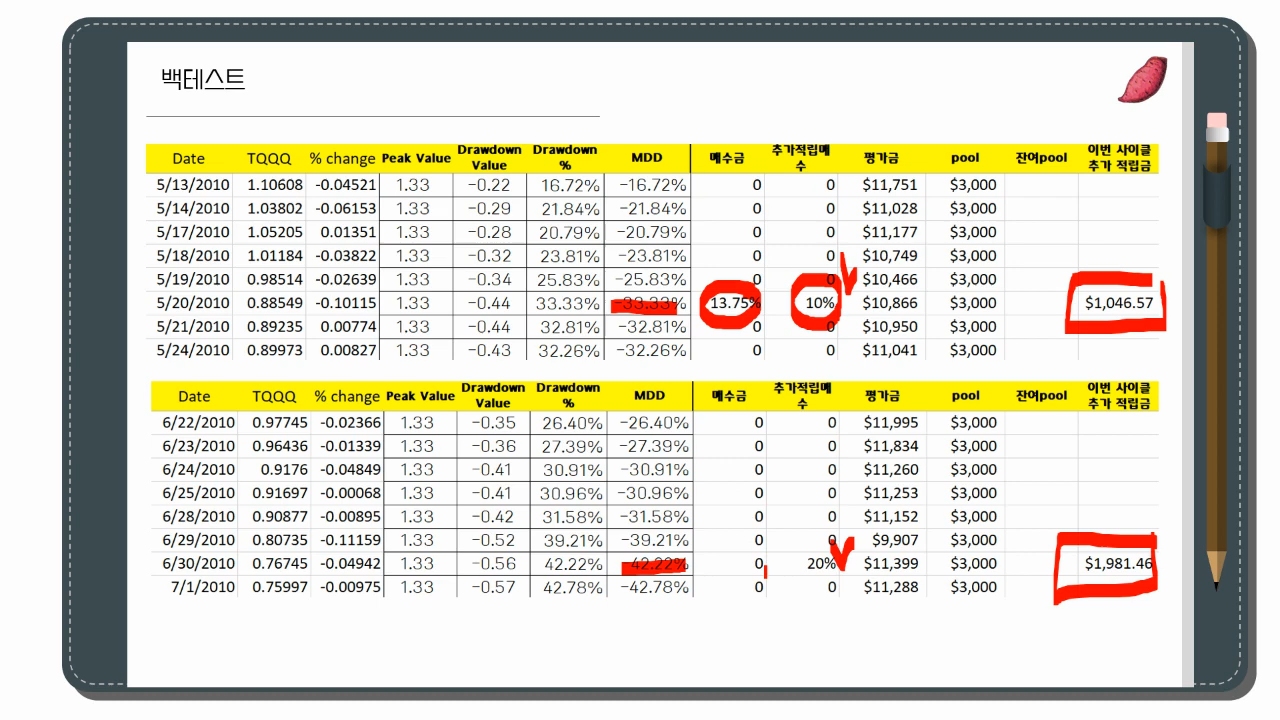 백테스트
Date TQQQ % change Peak Value Drawdown Value Drawdown % MDD 매수금 추가적립매수 평가금 pool 잔여pool 이번 사이클 추가 적립금
5/13/2010 1.10608 -0.04521 1.33 -0.22 16.72% -16.72% 0 0 $11,751 $3,000
5/14/2010 1.03802 -0.06153 1.33 -0.29 21.84% -21.84% 0 0 $11,028 $3,000
5/17/2010 1.05205 0.01351 1.33 -0.28 20.79% -20.79% 0 0 $11,177 $3,000
5/18/2010 1.01184 -0.03822 1.33 -0.32 23.81% -23.81% 0 0 $10,749 $3,000
5/19/2010 0.98514 -0.02639 1.33 -0.34 25.83% -25.83% 0 0 $10,466 $3,000
5/20/2010 0.88549 -0.10115 1.33 -0.44 33.33% -33.33% 13.75% 10% $10,866 $3,000 $1,046.57
5/21/2010 0.89235 0.00774 1.33 -0.44 32.81% -32.81% 0 0 $10,950 $3,000
5/24/2010 0.89973 0.00827 1.33 -0.43 32.26% -32.26% 0 0 $11,041 $3,000
Date TQQQ % change Peak Value Drawdown Value Drawdown % MDD 매수금 추가적립매수 평가금 pool 잔여pool 이번 사이클 추가 적립금
6/22/2010 0.97745 -0.02366 1.33 -0.35 26.40% -26.40% 0 0 $11,995 $3,000
6/23/2010 0.96436 -0.01339 1.33 -0.36 27.39% -27.39% 0 0 $11,834 $3,000
6/24/2010 0.9176 -0.04849 1.33 -0.41 30.91% -30.91% 0 0 $11,260 $3,000
6/25/2010 0.91697 -0.00068 1.33 -0.41 30.96% -30.96% 0 0 $11,253 $3,000
6/28/2010 0.90877 -0.00895 1.33 -0.42 31.58% -31.58% 0 0 $11,152 $3,000
6/29/2010 0.80735 -0.11159 1.33 -0.52 39.21% -39.21% 0 0 $9,907 $3,000
6/30/2010 0.76745 -0.04942 1.33 -0.56 42.22% -42.22% 0 20% $11,399 $3,000 $1,981.46
7/1/2010 0.75997 -0.00975 1.33 -0.57 42.78% -42.78% 0 0 $11,288 $3,000